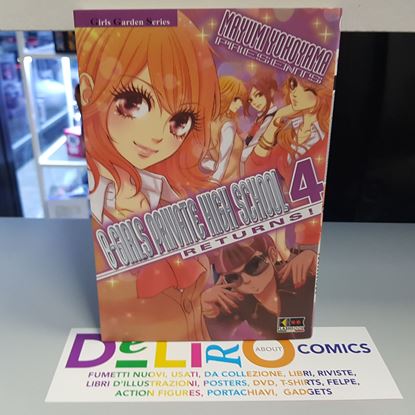 Girls Garden Series
MAYUMI YOKOYAMA
PRESENTS
GIRLS PRIVATE HIGH SCHOOL 4
RETURNS!
DeLIRO ABOUT COMICS
FUMETTI NUOVI, USATI, DA COLLEZIONE, LIBRI, RIVISTE,
LIBRI D'ILLUSTRAZIONI, POSTERS, DVD, T-SHIRTS, FELPE,
ACTION FIGURES, PORTACHIAVI, GADGETS